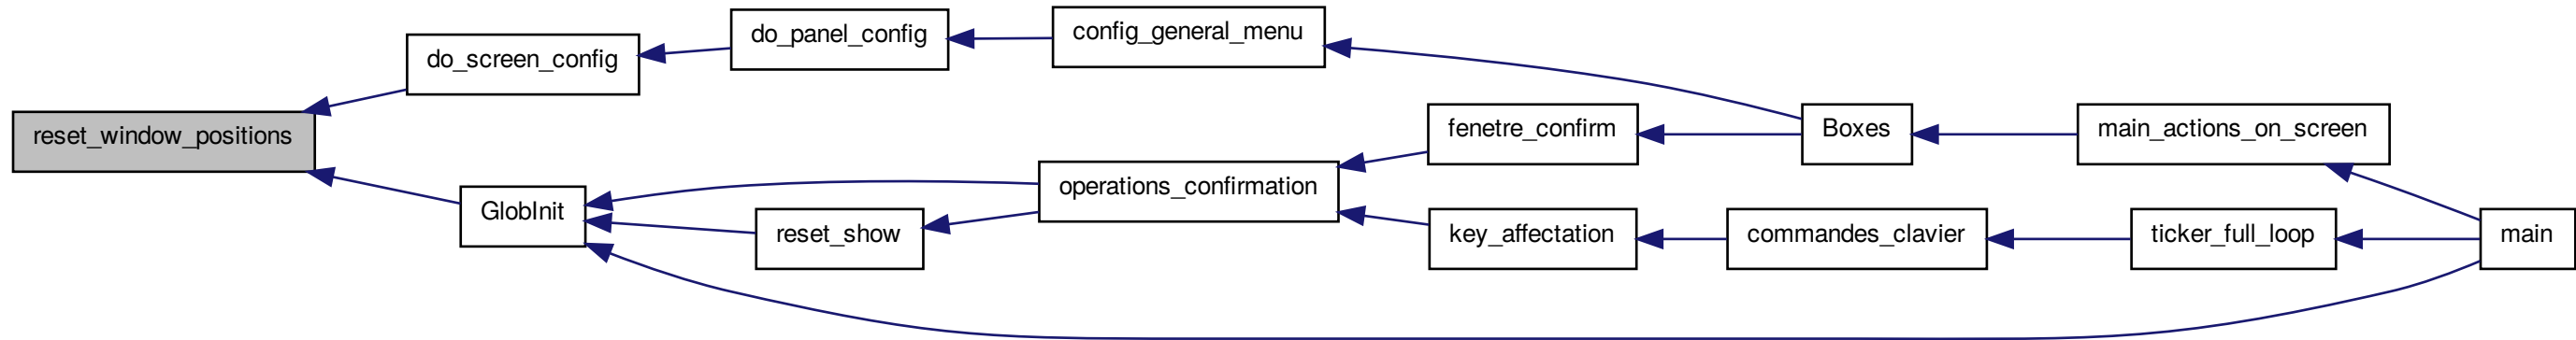 reset_window_positions
do_screen_config
do_panel_config
config_general_menu
GlobInit
reset_show
operations_confirmation
fenetre_confirm
key_affectation
commandes_clavier
Boxes
main_actions_on_screen
ticker_full_loop
main